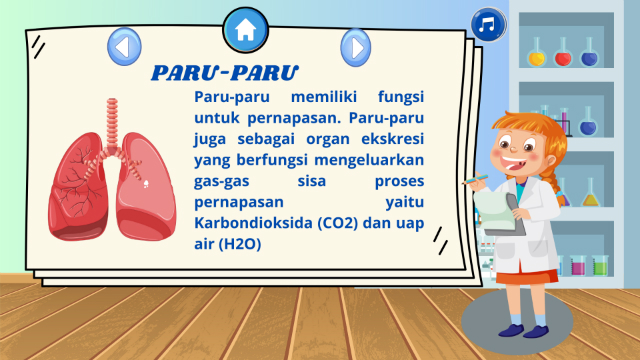 PARU-PARU
Paru-paru memiliki fungsi
untuk pernapasan. Paru-paru
juga sebagai organ ekskresi
yang berfungsi mengeluarkan
gas-gas sisa proses
pernapasan yaitu
Karbondioksida (CO2) dan uap
air (H2O)